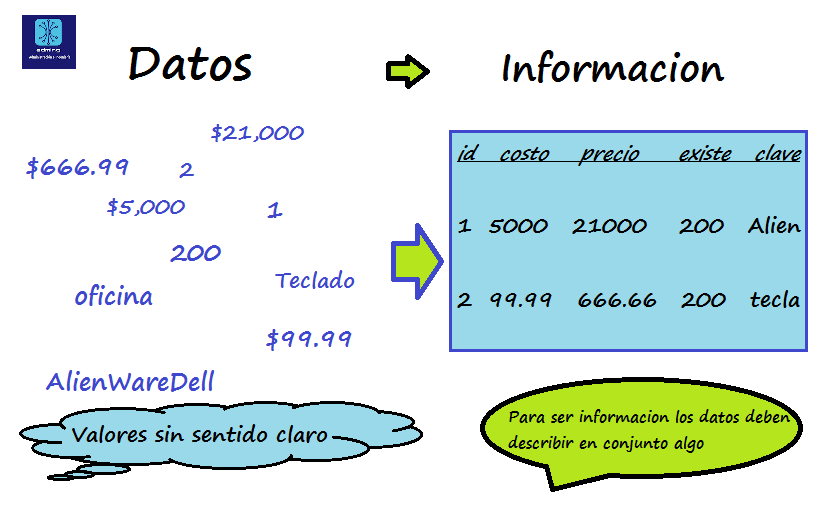 edmino
Datos
Informacion
$21,000
$666.99
2
$5,000
1
200
oficina
Teclado
$99.99
AlienWareDell
Valores sin sentido claro
id costo precio existe clave
1 5000 21000 200 Alien
2 99.99 666.66 200 tecla
Para ser informacion los datos deben
describir en conjunto algo